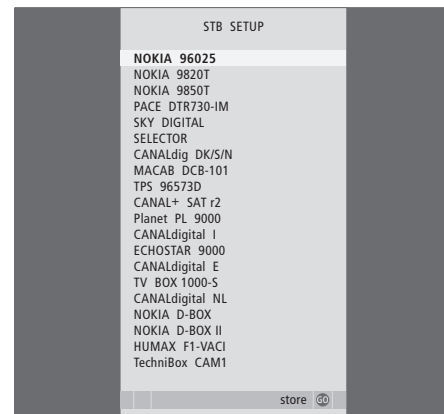 STB SETUP
NOKIA 96025
NOKIA 9820T
NOKIA 9850T
PACE DTR730-IM
SKY DIGITAL
SELECTOR
CANALdig DK/S/N
MACAB DCB-101
TPS 96573D
CANAL+ SAT r2
Planet PL 9000
CANALdigital I
ECHOSTAR 9000
CANALdigital E
TV BOX 1000-S
CANALdigital NL
NOKIA D-BOX
NOKIA D-BOX II
HUMAX F1-VACI
TechniBox CAM1
store GO